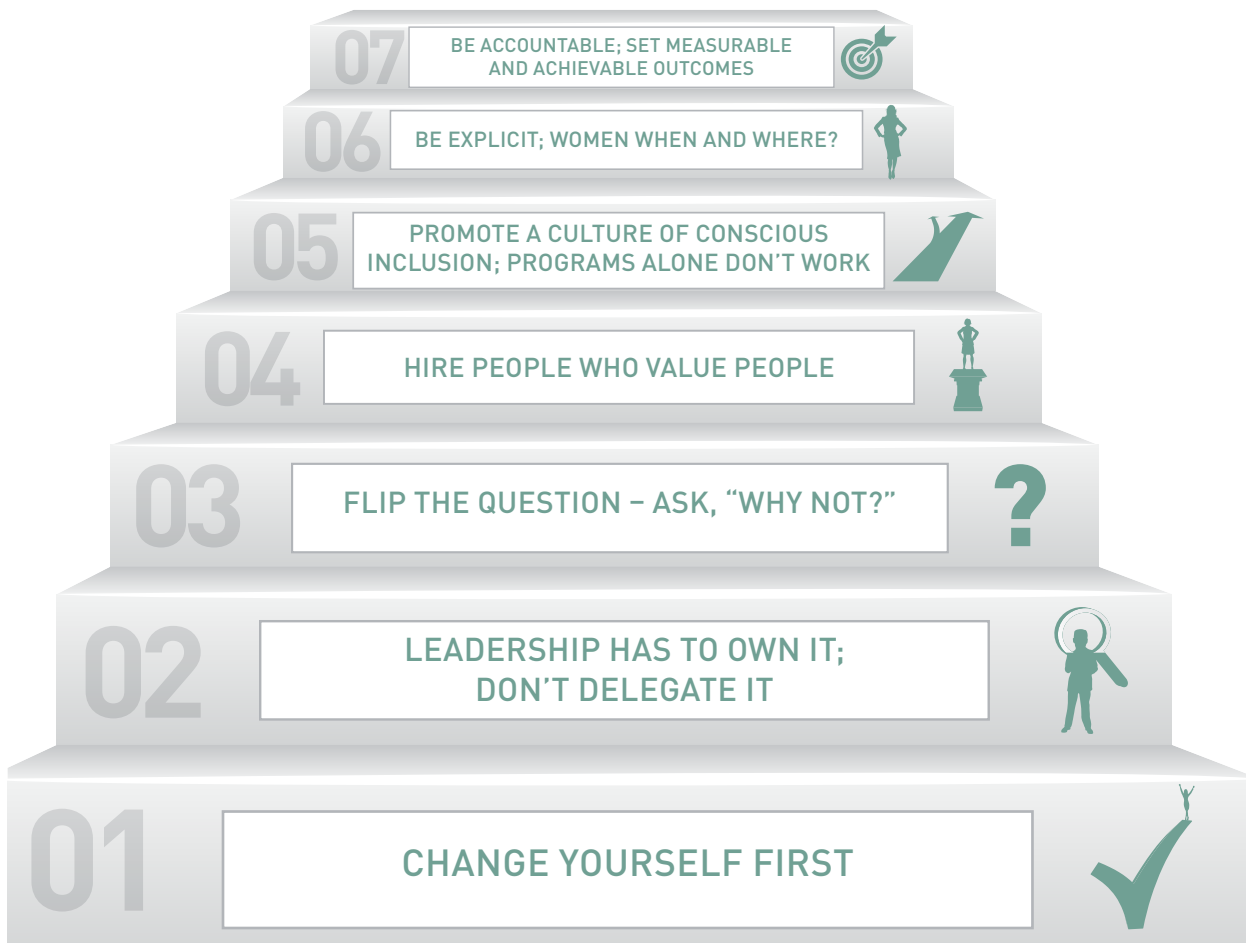 07
BE ACCOUNTABLE; SET MEASURABLE
AND ACHIEVABLE OUTCOMES
06
BE EXPLICIT; WOMEN WHEN AND WHERE?
05
PROMOTE A CULTURE OF CONSCIOUS
INCLUSION; PROGRAMS ALONE DON’T WORK
04
HIRE PEOPLE WHO VALUE PEOPLE
03
FLIP THE QUESTION – ASK, “WHY NOT?”
02
LEADERSHIP HAS TO OWN IT;
DON’T DELEGATE IT
01
CHANGE YOURSELF FIRST